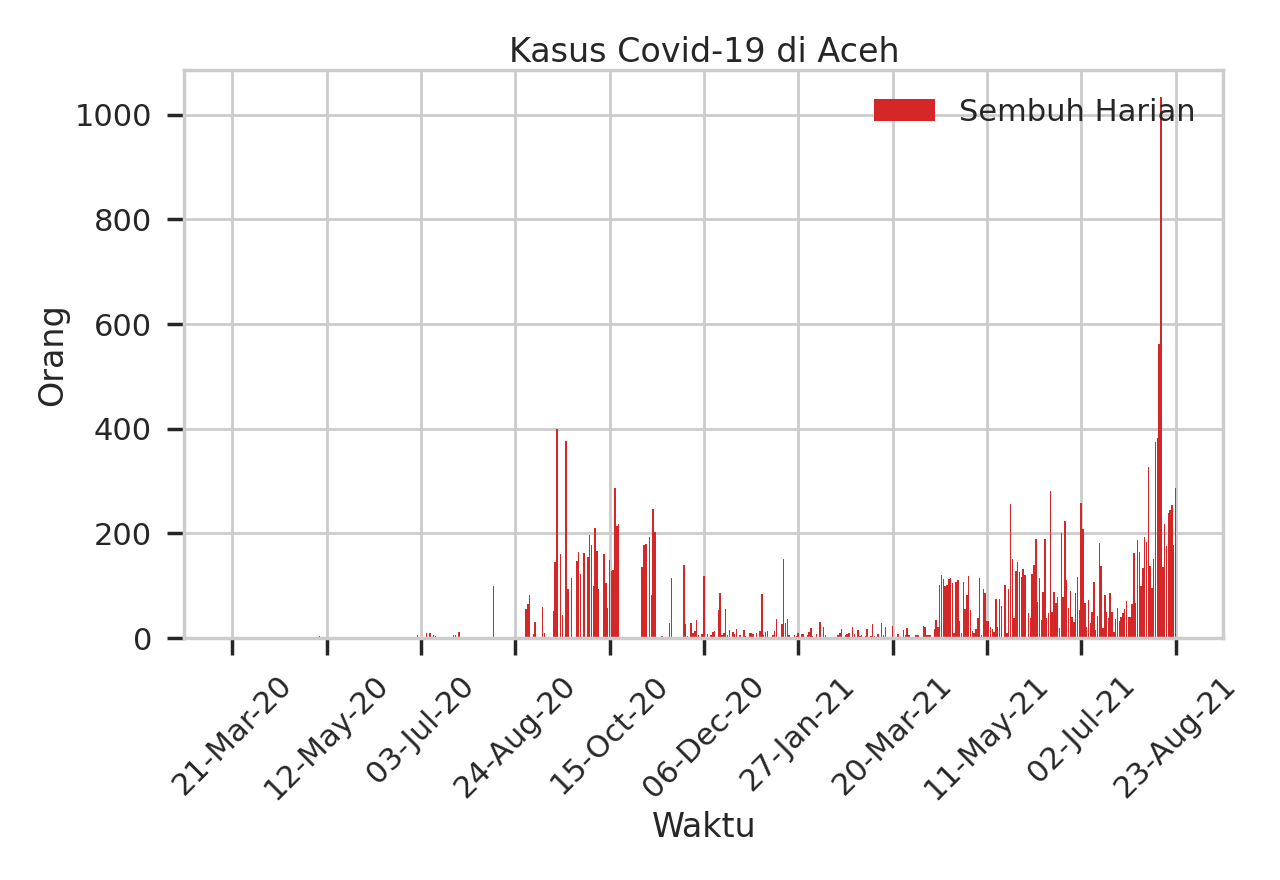 Kasus Covid-19 di Aceh
Sembuh Harian
Orang
1000
800
600
400
200
0
21-Mar-20
12-May-20
03-Jul-20
24-Aug-20
15-Oct-20
06-Dec-20
27-Jan-21
20-Mar-21
11-May-21
02-Jul-21
23-Aug-21
Waktu